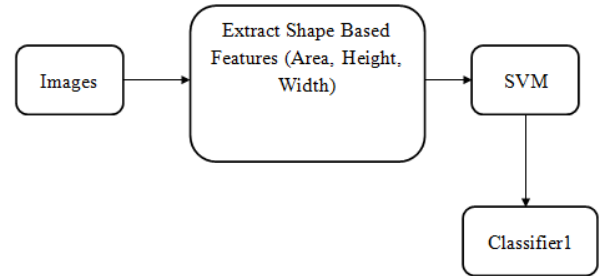 Images
Extract Shape Based
Features (Area, Height,
Width)
SVM
Classifier1